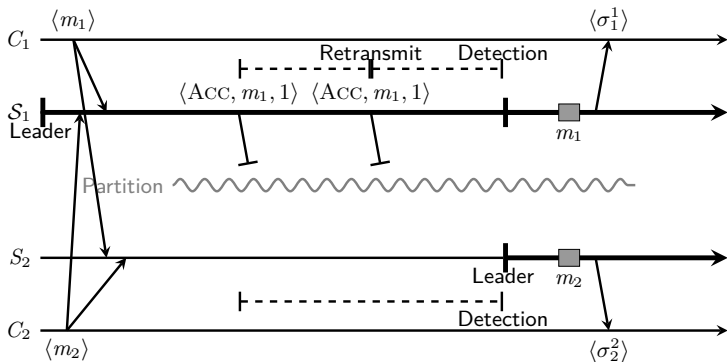 ⟨m₁⟩ ⟨σ₁¹⟩
C₁
Retransmit Detection
⟨ACC, m₁, 1⟩ ⟨ACC, m₁, 1⟩
𝒮₁
Leader m₁
Partition
S₂
Leader m₂
Detection
C₂
⟨m₂⟩ ⟨σ₂²⟩